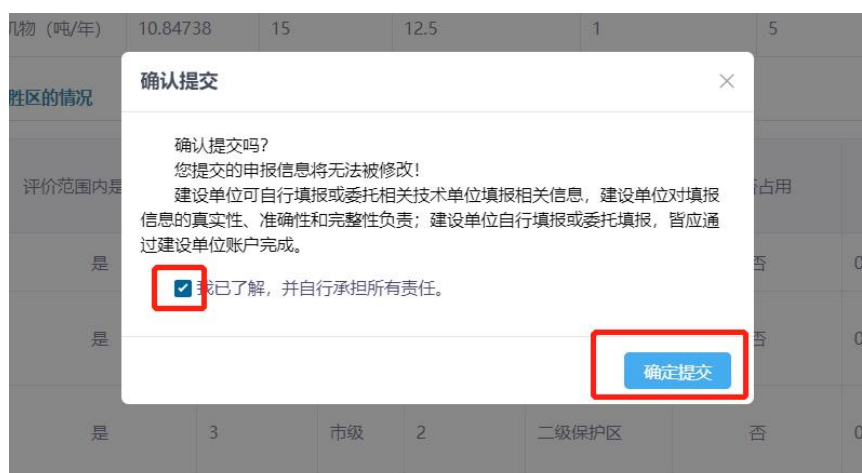 几物（吨/年） 10.84738 15 12.5 1 5
胜区的情况
确认提交
确认提交吗?
您提交的申报信息将无法被修改!
建设单位可自行填报或委托相关技术单位填报相关信息，建设单位对填报
信息的真实性、准确性和完整性负责；建设单位自行填报或委托填报，皆应通
过建设单位账户完成。
评价范围内是 占用
是 否 0
我已了解，并自行承担所有责任。
是 否 0
确定提交
是 3 市级 2 二级保护区 否 0